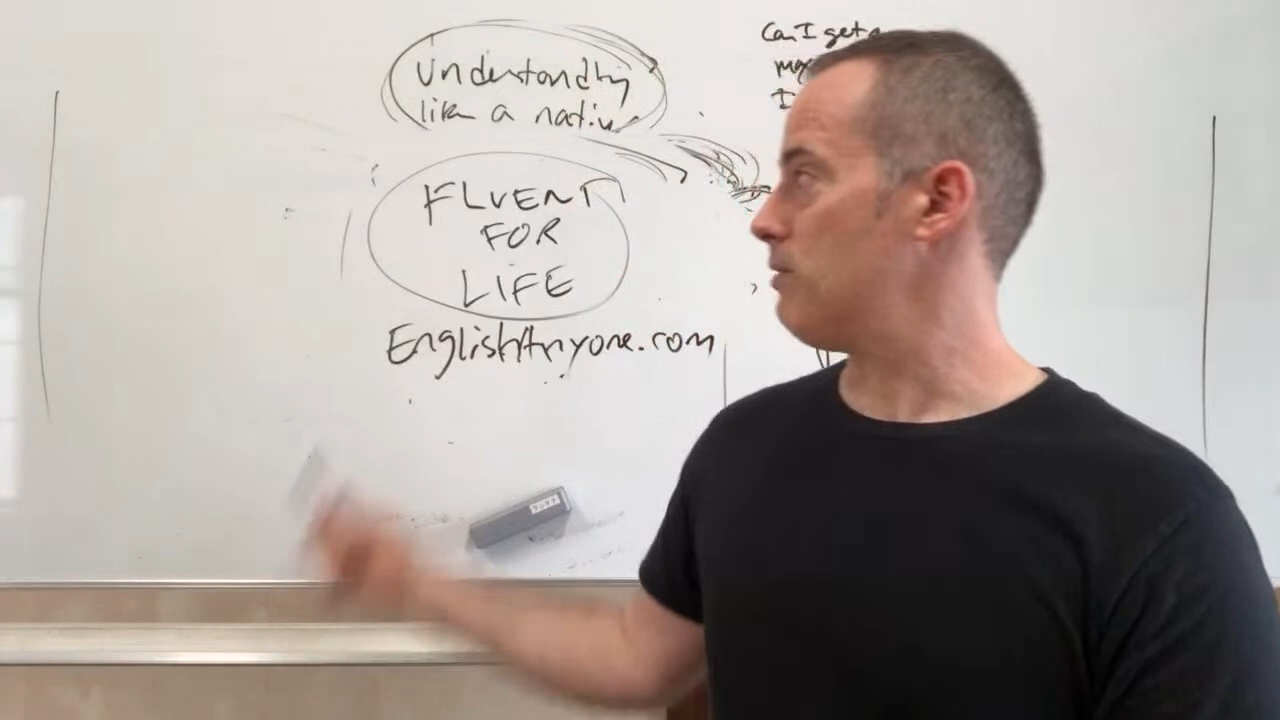 Understanding
like a native
FLUENT
FOR
LIFE
EnglishAnyone.com
Can I get a
I